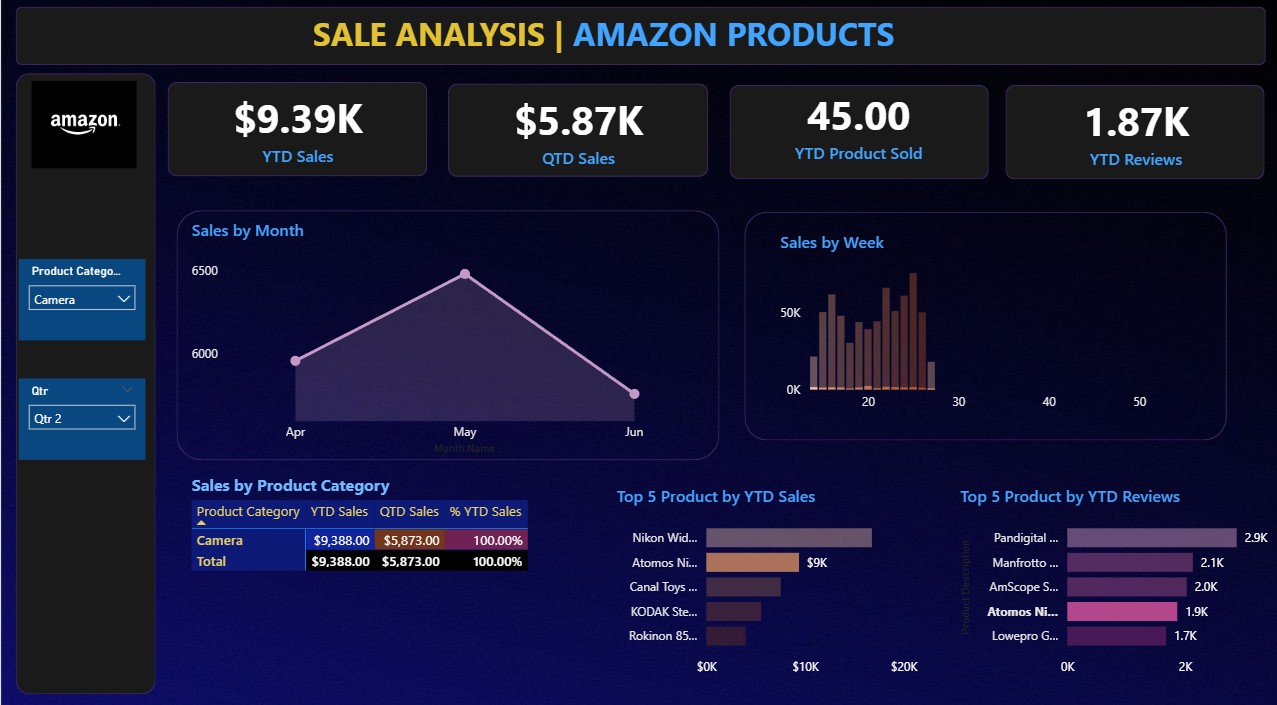 SALE ANALYSIS | AMAZON PRODUCTS
amazon
$9.39K
YTD Sales
$5.87K
QTD Sales
45.00
YTD Product Sold
1.87K
YTD Reviews
Product Catego...
Camera
Qtr
Qtr 2
Sales by Month
6500
6000
Apr May Jun
Month Name
Sales by Week
50K
0K
20 30 40 50
Sales by Product Category
Product Category YTD Sales QTD Sales % YTD Sales
Camera $9,388.00 $5,873.00 100.00%
Total $9,388.00 $5,873.00 100.00%
Top 5 Product by YTD Sales
Nikon Wid...
Atomos Ni... $9K
Canal Toys ...
KODAK Ste...
Rokinon 85...
$0K $10K $20K
Top 5 Product by YTD Reviews
Product Description
Pandigital ... 2.9K
Manfrotto ... 2.1K
AmScope S... 2.0K
Atomos Ni... 1.9K
Lowepro G... 1.7K
0K 2K